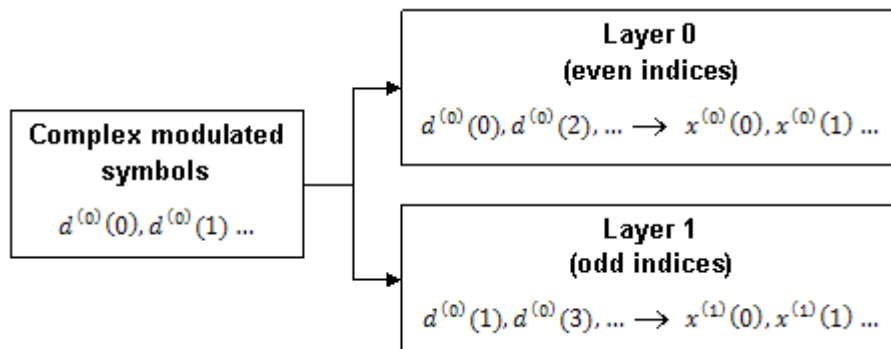 Complex modulated
symbols
d⁽⁰⁾(0), d⁽⁰⁾(1) ...
Layer 0
(even indices)
d⁽⁰⁾(0), d⁽⁰⁾(2), ... → x⁽⁰⁾(0), x⁽⁰⁾(1) ...
Layer 1
(odd indices)
d⁽⁰⁾(1), d⁽⁰⁾(3), ... → x⁽¹⁾(0), x⁽¹⁾(1) ...